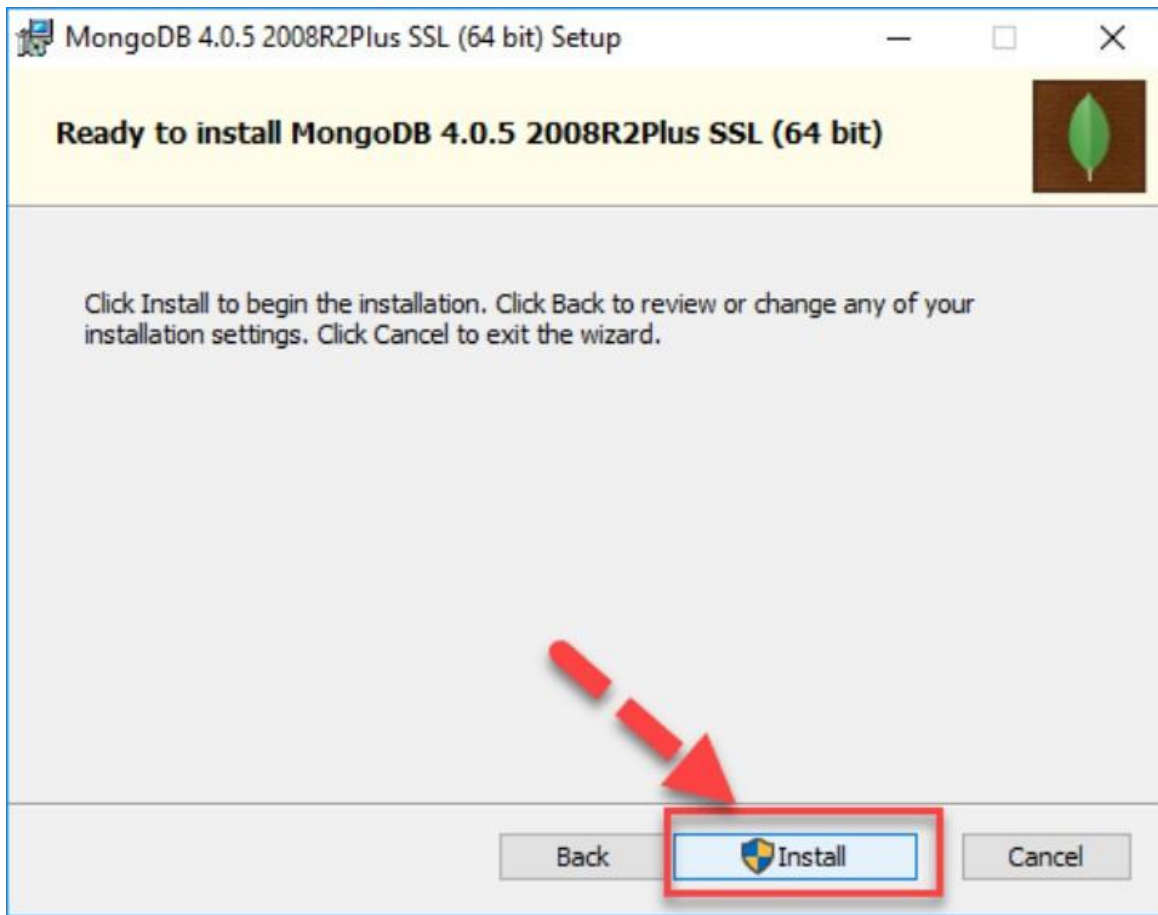 MongoDB 4.0.5 2008R2Plus SSL (64 bit) Setup
Ready to install MongoDB 4.0.5 2008R2Plus SSL (64 bit)
Click Install to begin the installation. Click Back to review or change any of your
installation settings. Click Cancel to exit the wizard.
Back Install Cancel